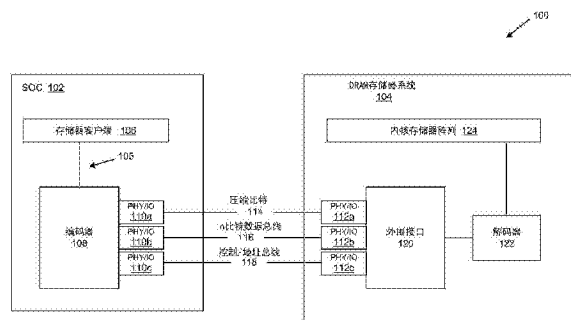 100
SOC 102
DRAM存储器系统
104
存储器客户端 106
内核存储器阵列 124
105
编码器
108
PHY/IO
110a
PHY/IO
110b
PHY/IO
110c
压缩比特
114
n比特数据总线
116
控制/地址总线
118
PHY/IO
112a
PHY/IO
112b
PHY/IO
112c
外围接口
120
解码器
122